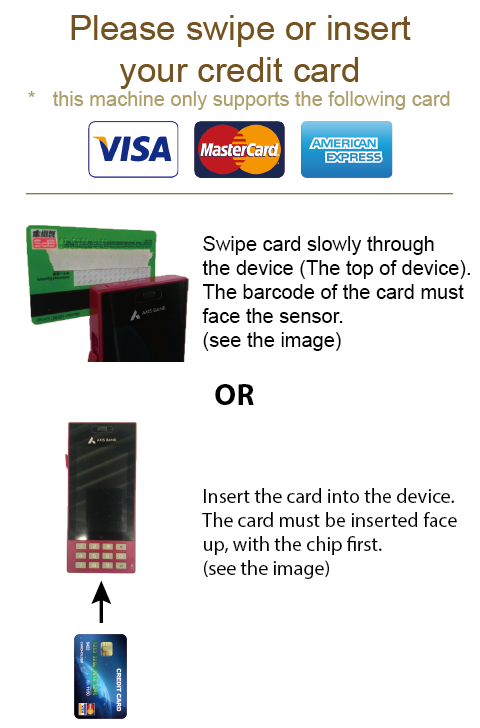 Please swipe or insert
your credit card
* this machine only supports the following card
VISA
MasterCard
AMERICAN
EXPRESS
Swipe card slowly through
the device (The top of device).
The barcode of the card must
face the sensor.
(see the image)
AXIS BANK
OR
AXIS BANK
Insert the card into the device.
The card must be inserted face
up, with the chip first.
(see the image)
CREDIT CARD